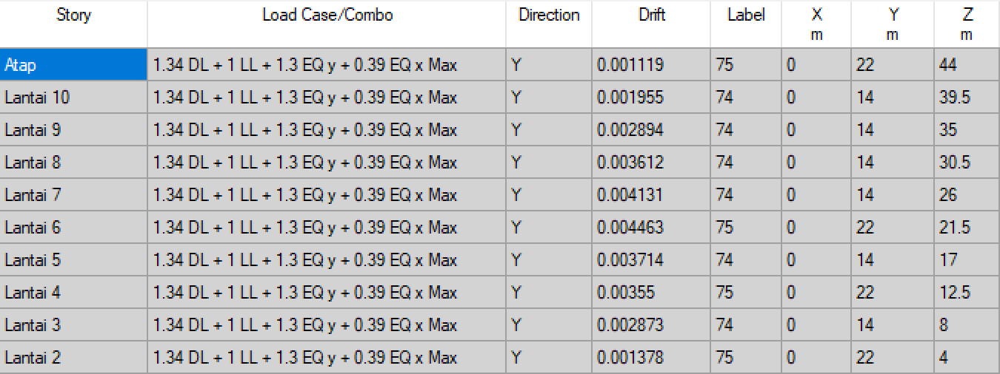 Story Load Case/Combo Direction Drift Label X Y Z
m m m
Atap 1.34 DL + 1 LL + 1.3 EQ y + 0.39 EQ x Max Y 0.001119 75 0 22 44
Lantai 10 1.34 DL + 1 LL + 1.3 EQ y + 0.39 EQ x Max Y 0.001955 74 0 14 39.5
Lantai 9 1.34 DL + 1 LL + 1.3 EQ y + 0.39 EQ x Max Y 0.002894 74 0 14 35
Lantai 8 1.34 DL + 1 LL + 1.3 EQ y + 0.39 EQ x Max Y 0.003612 74 0 14 30.5
Lantai 7 1.34 DL + 1 LL + 1.3 EQ y + 0.39 EQ x Max Y 0.004131 74 0 14 26
Lantai 6 1.34 DL + 1 LL + 1.3 EQ y + 0.39 EQ x Max Y 0.004463 75 0 22 21.5
Lantai 5 1.34 DL + 1 LL + 1.3 EQ y + 0.39 EQ x Max Y 0.003714 74 0 14 17
Lantai 4 1.34 DL + 1 LL + 1.3 EQ y + 0.39 EQ x Max Y 0.00355 75 0 22 12.5
Lantai 3 1.34 DL + 1 LL + 1.3 EQ y + 0.39 EQ x Max Y 0.002873 74 0 14 8
Lantai 2 1.34 DL + 1 LL + 1.3 EQ y + 0.39 EQ x Max Y 0.001378 75 0 22 4